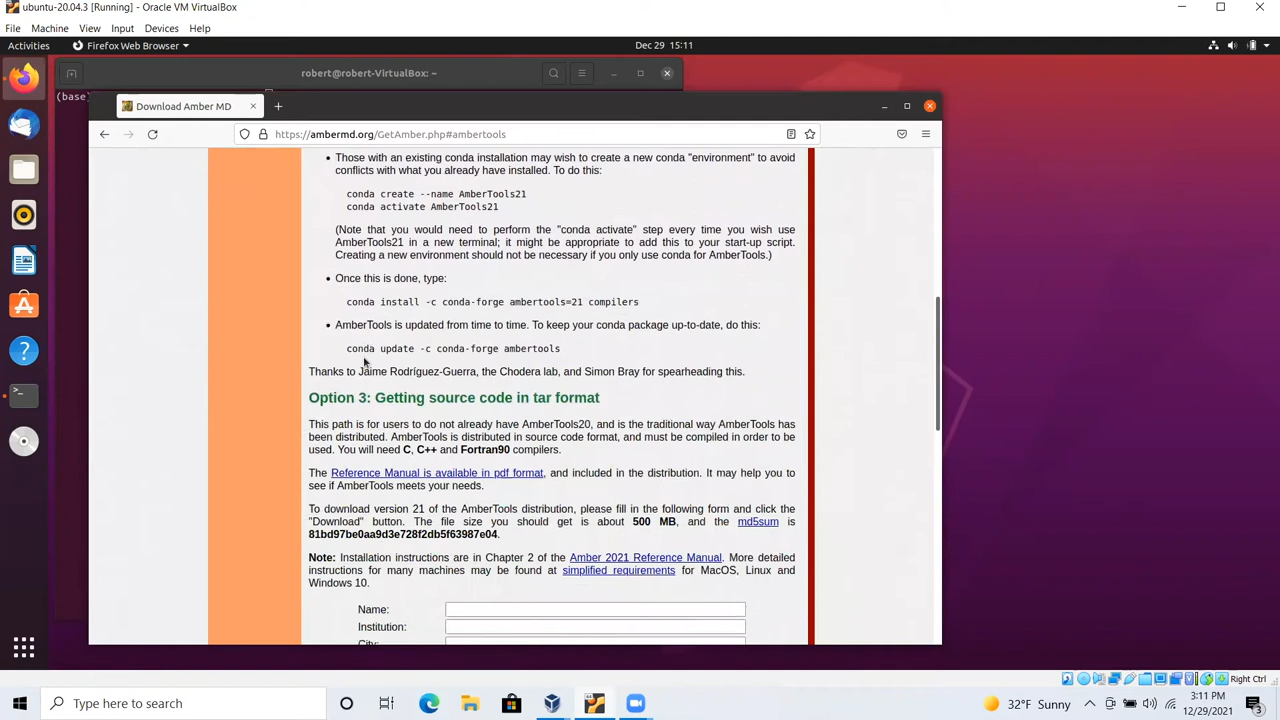 ubuntu-20.04.3 [Running] - Oracle VM VirtualBox
File Machine View Input Devices Help
Activities Firefox Web Browser Dec 29 15:11
robert@robert-VirtualBox: ~
(base)
Download Amber MD
https://ambermd.org/GetAmber.php#ambertools
• Those with an existing conda installation may wish to create a new conda "environment" to avoid
conflicts with what you already have installed. To do this:
conda create --name AmberTools21
conda activate AmberTools21
(Note that you would need to perform the "conda activate" step every time you wish use
AmberTools21 in a new terminal; it might be appropriate to add this to your start-up script.
Creating a new environment should not be necessary if you only use conda for AmberTools.)
• Once this is done, type:
conda install -c conda-forge ambertools=21 compilers
• AmberTools is updated from time to time. To keep your conda package up-to-date, do this:
conda update -c conda-forge ambertools
Thanks to Jaime Rodríguez-Guerra, the Chodera lab, and Simon Bray for spearheading this.
Option 3: Getting source code in tar format
This path is for users to do not already have AmberTools20, and is the traditional way AmberTools has
been distributed. AmberTools is distributed in source code format, and must be compiled in order to be
used. You will need C, C++ and Fortran90 compilers.
The Reference Manual is available in pdf format, and included in the distribution. It may help you to
see if AmberTools meets your needs.
To download version 21 of the AmberTools distribution, please fill in the following form and click the
"Download" button. The file size you should get is about 500 MB, and the md5sum is
81bd97be0aa9d3e728f2db5f63987e04.
Note: Installation instructions are in Chapter 2 of the Amber 2021 Reference Manual. More detailed
instructions for many machines may be found at simplified requirements for MacOS, Linux and
Windows 10.
Name:
Institution:
City:
Right Ctrl
Type here to search
32°F Sunny
3:11 PM
12/29/2021
3